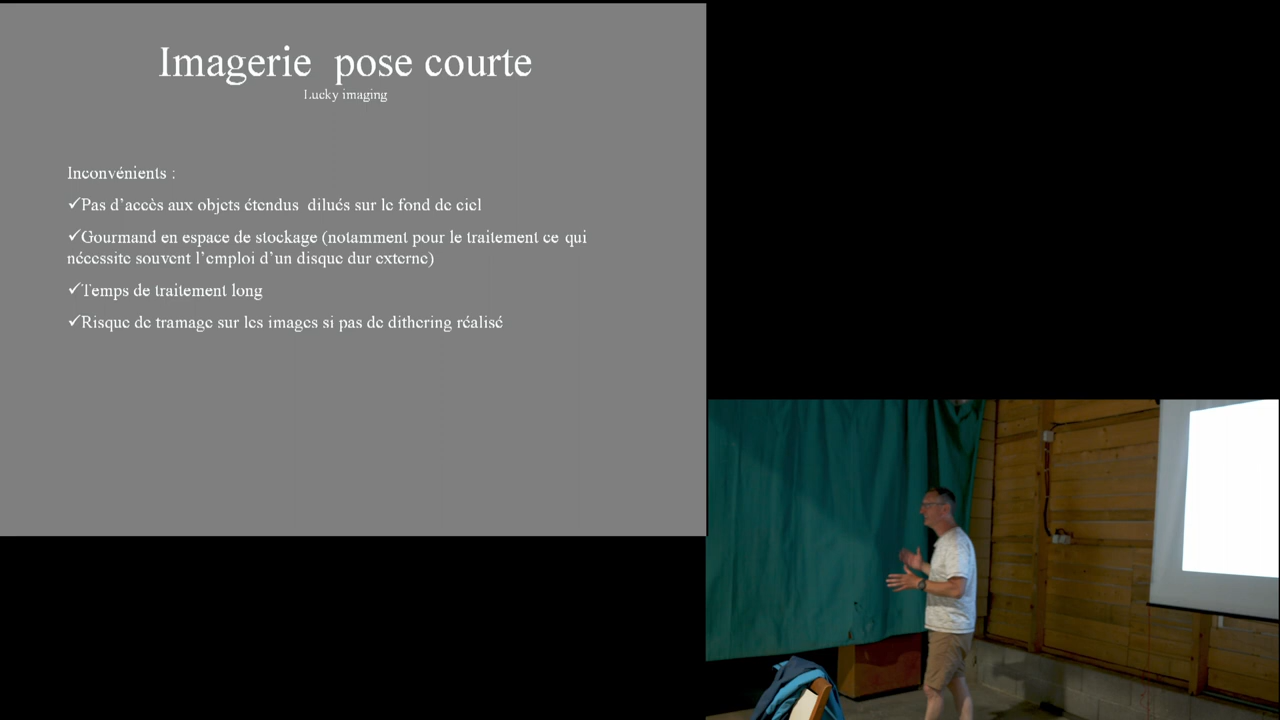 Imagerie pose courte
Lucky imaging
Inconvénients :
✓Pas d'accès aux objets étendus dilués sur le fond de ciel
✓Gourmand en espace de stockage (notamment pour le traitement ce qui
nécessite souvent l'emploi d'un disque dur externe)
✓Temps de traitement long
✓Risque de tramage sur les images si pas de dithering réalisé